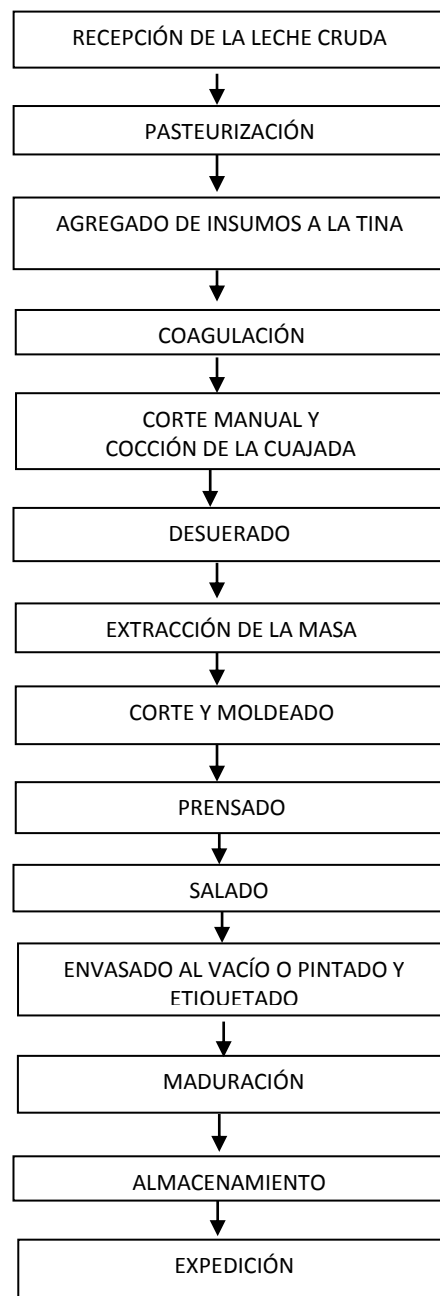 RECEPCIÓN DE LA LECHE CRUDA
PASTEURIZACIÓN
AGREGADO DE INSUMOS A LA TINA
COAGULACIÓN
CORTE MANUAL Y
COCCIÓN DE LA CUAJADA
DESUERADO
EXTRACCIÓN DE LA MASA
CORTE Y MOLDEADO
PRENSADO
SALADO
ENVASADO AL VACÍO O PINTADO Y
ETIQUETADO
MADURACIÓN
ALMACENAMIENTO
EXPEDICIÓN